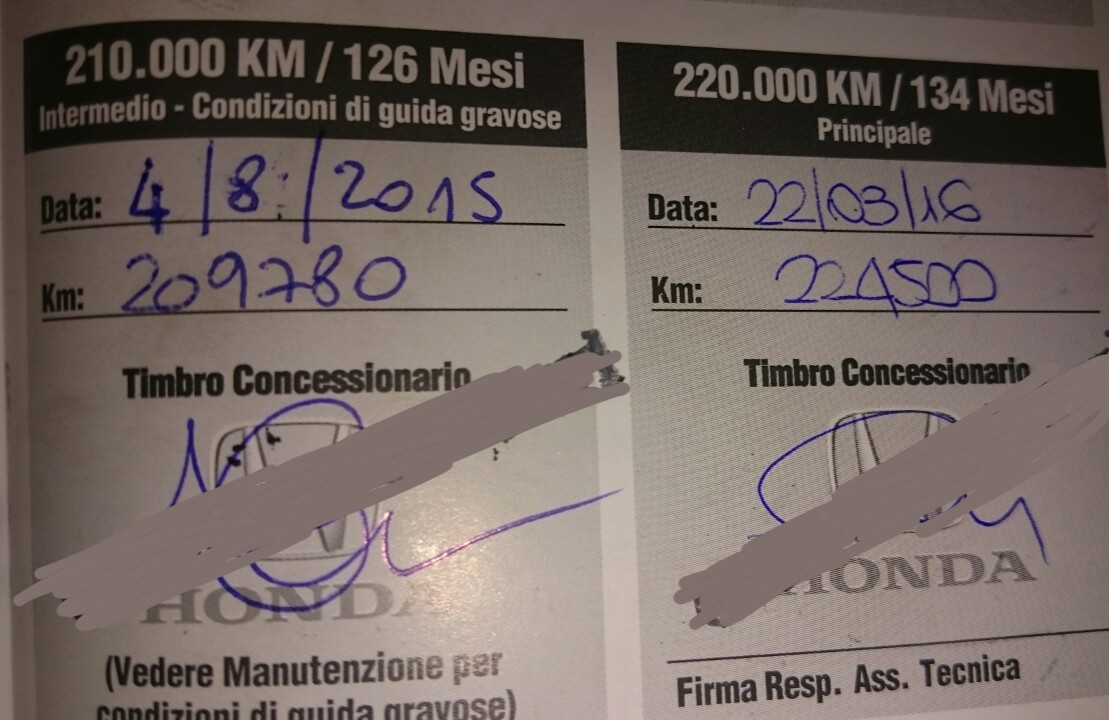 210.000 KM / 126 Mesi
Intermedio - Condizioni di guida gravose
Data: 4/8/2015
Km: 209780
Timbro Concessionario
HONDA
(Vedere Manutenzione per
condizioni di guida gravose)
220.000 KM / 134 Mesi
Principale
Data: 22/03/16
Km: 224500
Timbro Concessionario
HONDA
Firma Resp. Ass. Tecnica